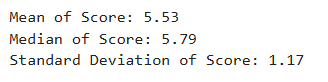 Mean of Score: 5.53
Median of Score: 5.79
Standard Deviation of Score: 1.17